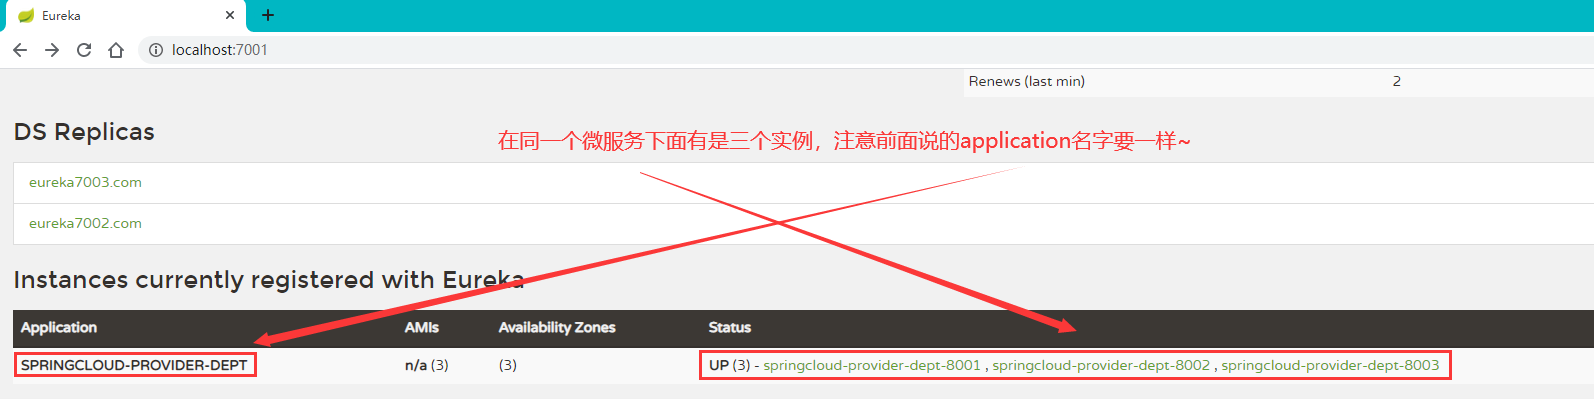 Eureka
localhost:7001
Renews (last min) 2
DS Replicas
在同一个微服务下面有是三个实例，注意前面说的application名字要一样~
eureka7003.com
eureka7002.com
Instances currently registered with Eureka
Application AMIs Availability Zones Status
SPRINGCLOUD-PROVIDER-DEPT n/a (3) (3) UP (3) - springcloud-provider-dept-8001 , springcloud-provider-dept-8002 , springcloud-provider-dept-8003